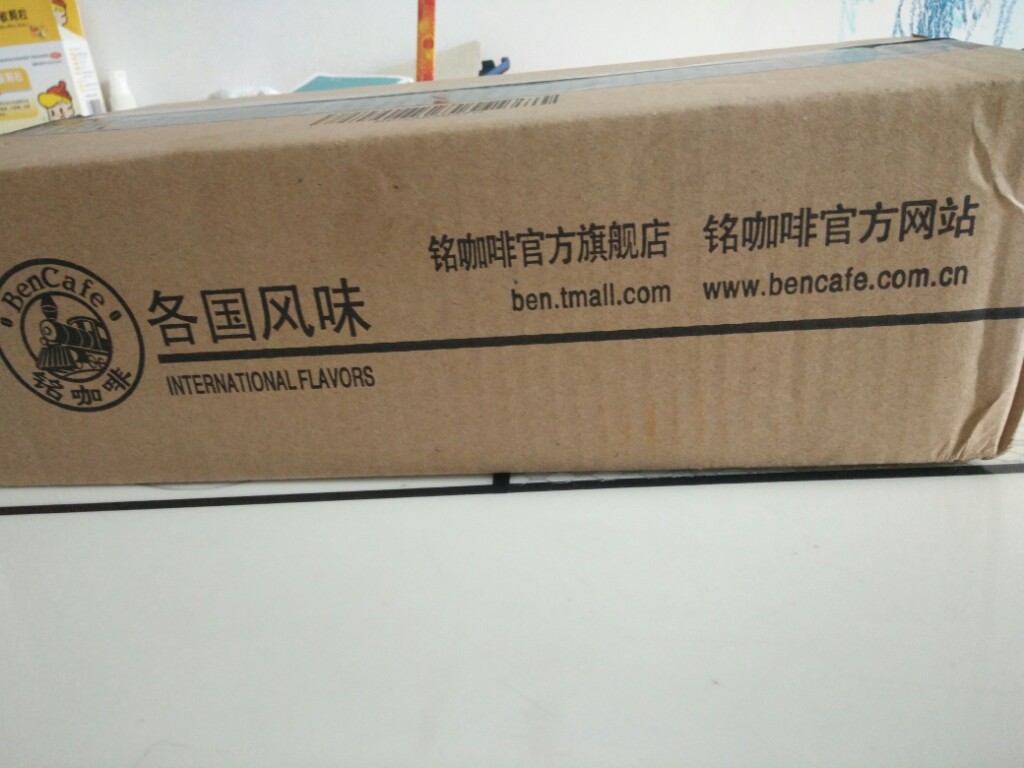 BenCafe
铭咖啡
各国风味
INTERNATIONAL FLAVORS
铭咖啡官方旗舰店
ben.tmall.com
铭咖啡官方网站
www.bencafe.com.cn